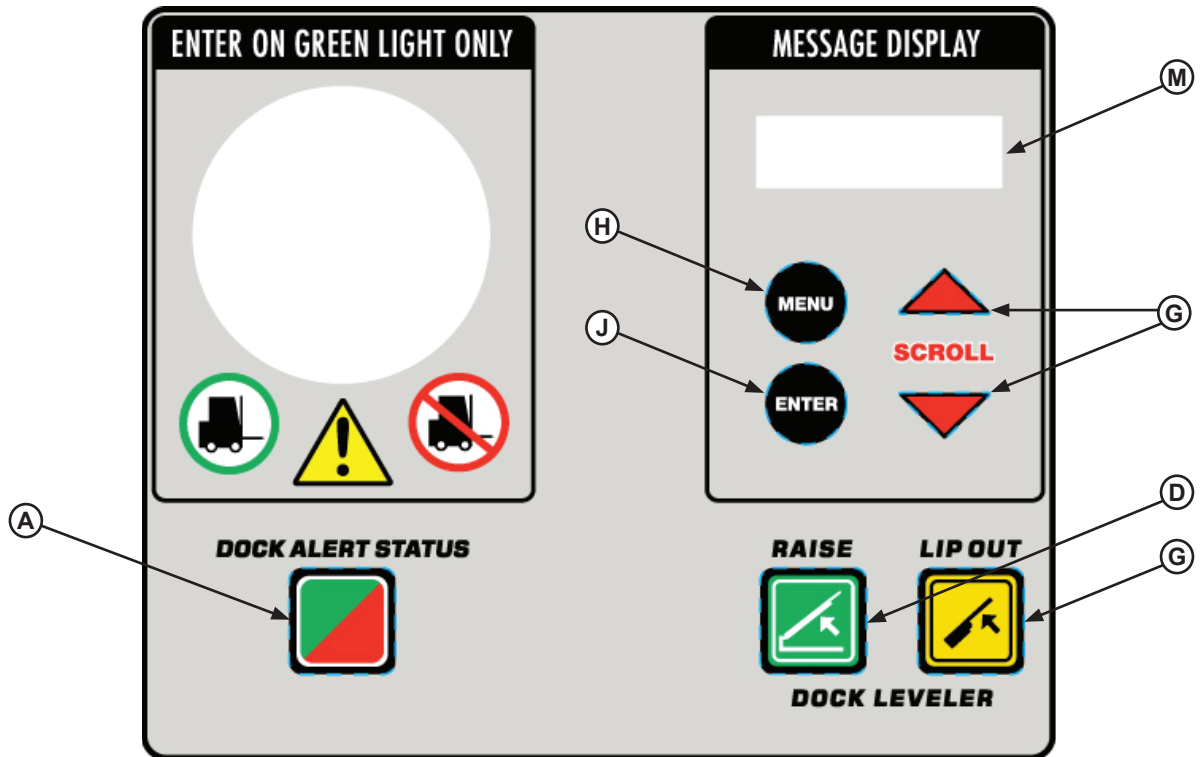 ENTER ON GREEN LIGHT ONLY
MESSAGE DISPLAY
M
H
MENU
J
G
SCROLL
ENTER
A
DOCK ALERT STATUS
RAISE
LIP OUT
D
G
DOCK LEVELER